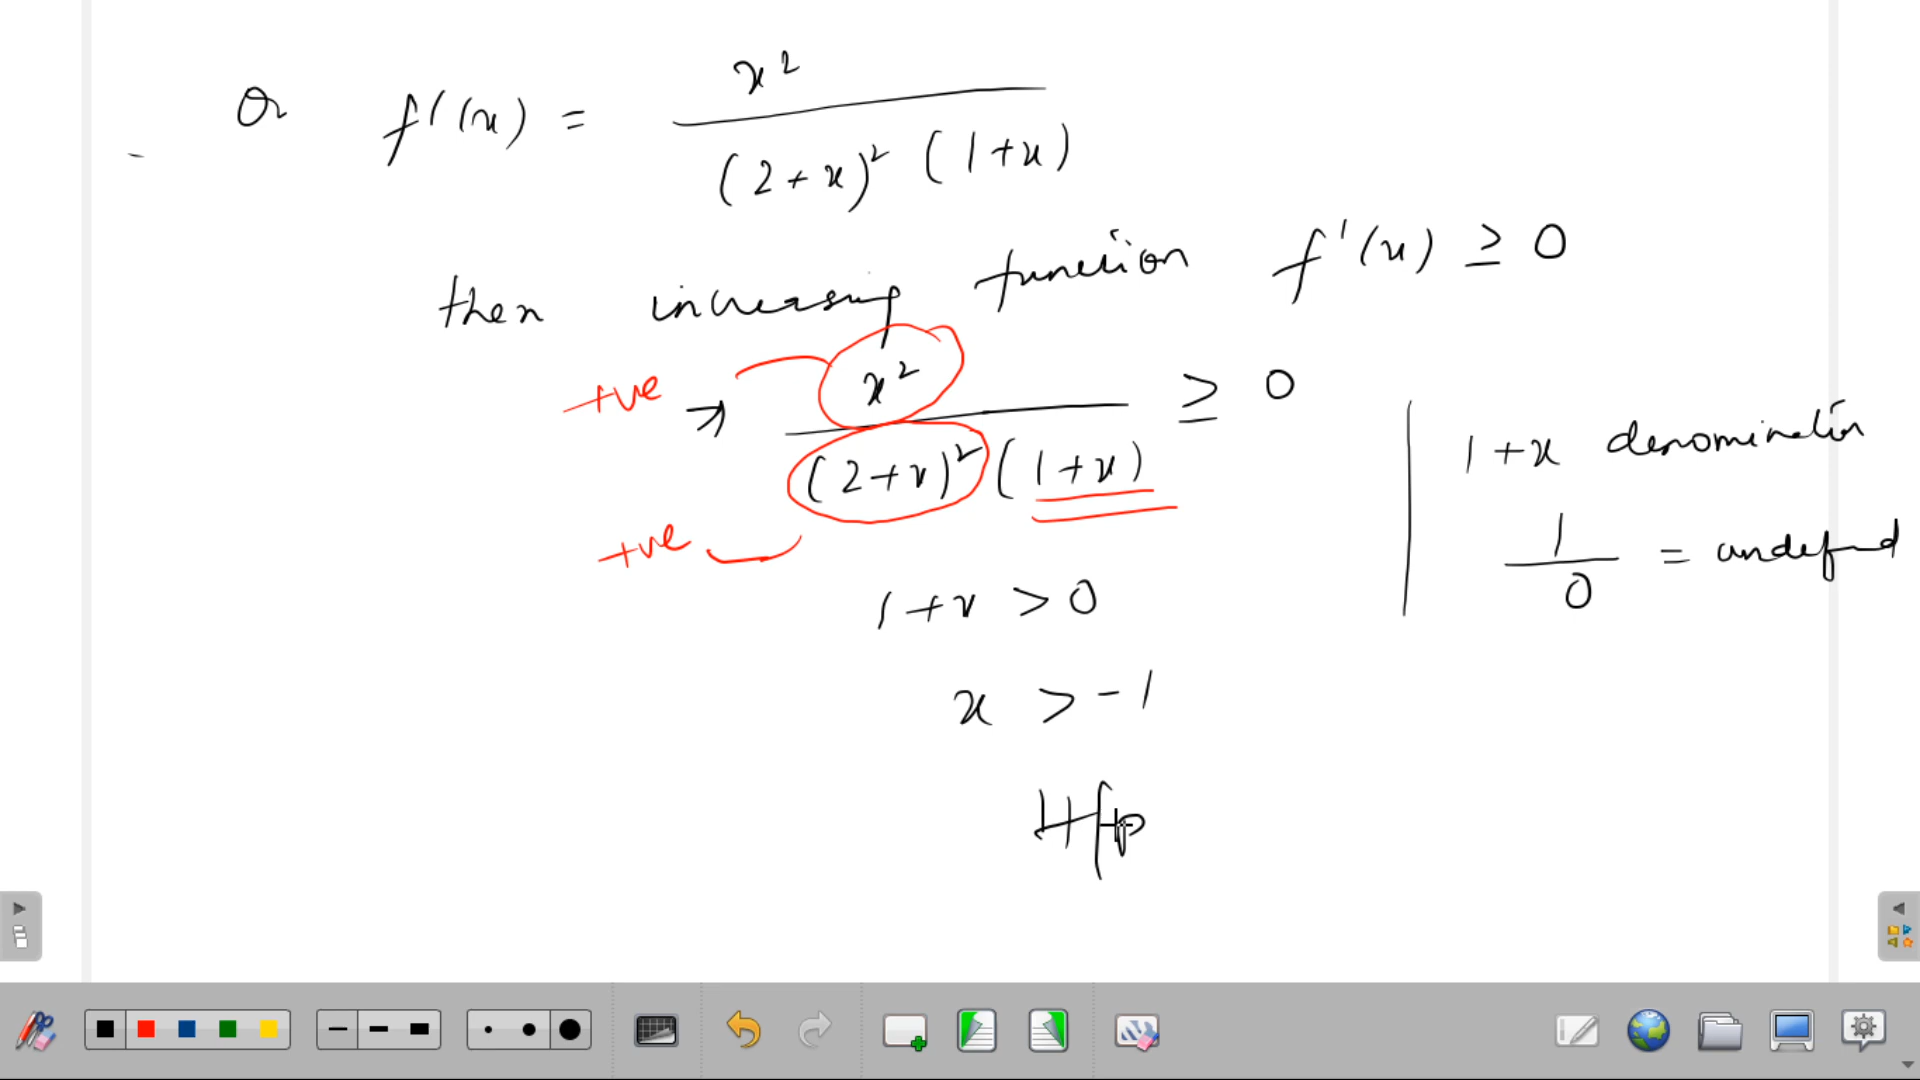 Or f'(x) = x² / (2+x)² (1+x)
then increasing function f'(x) ≥ 0
+ve → x² / (2+x)² (1+x) ≥ 0
+ve
1+x > 0
x > -1
1+x denominator
1/0 = undefined